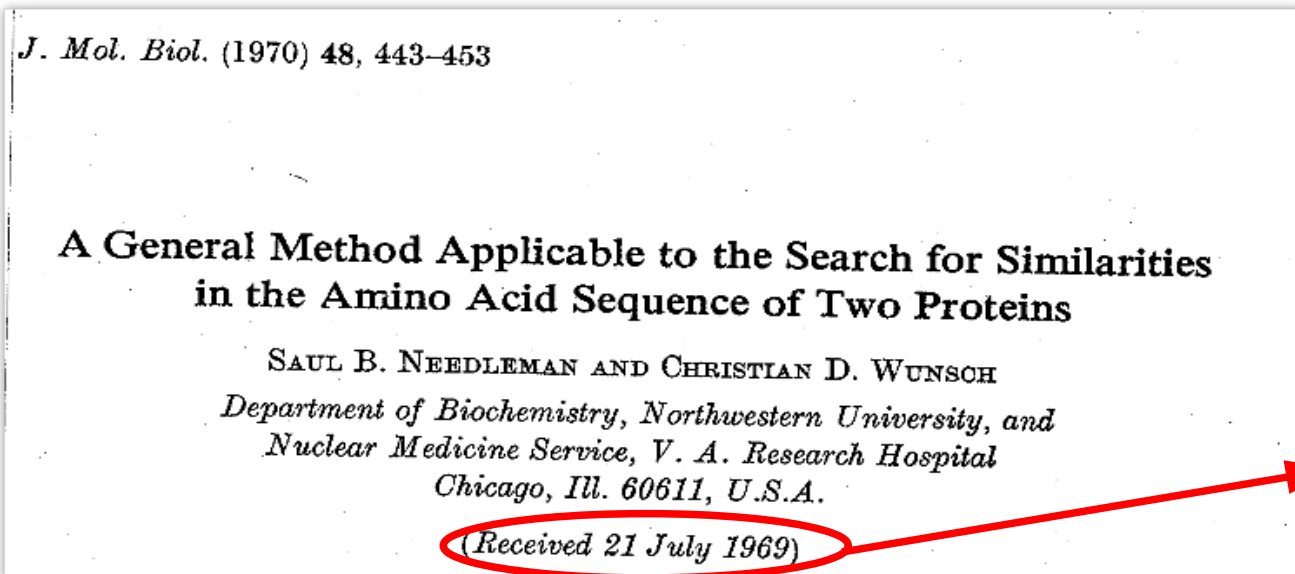 J. Mol. Biol. (1970) 48, 443–453
A General Method Applicable to the Search for Similarities
in the Amino Acid Sequence of Two Proteins
SAUL B. NEEDLEMAN AND CHRISTIAN D. WUNSCH
Department of Biochemistry, Northwestern University, and
Nuclear Medicine Service, V. A. Research Hospital
Chicago, Ill. 60611, U.S.A.
(Received 21 July 1969)